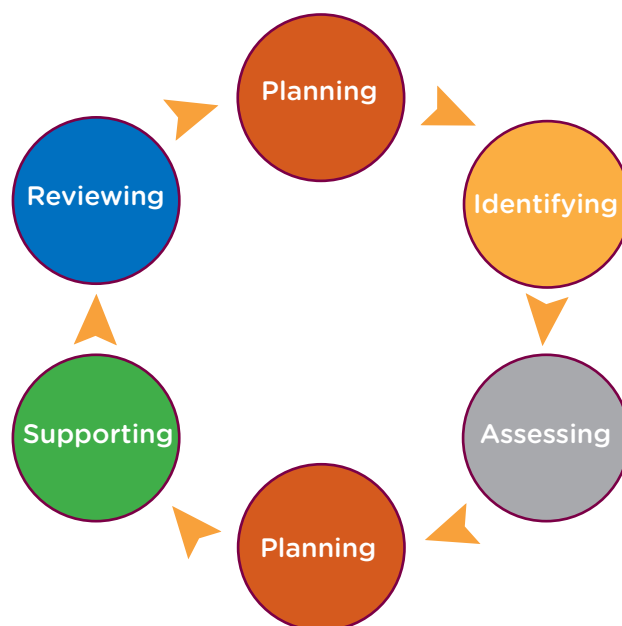 Planning
Identifying
Assessing
Planning
Supporting
Reviewing